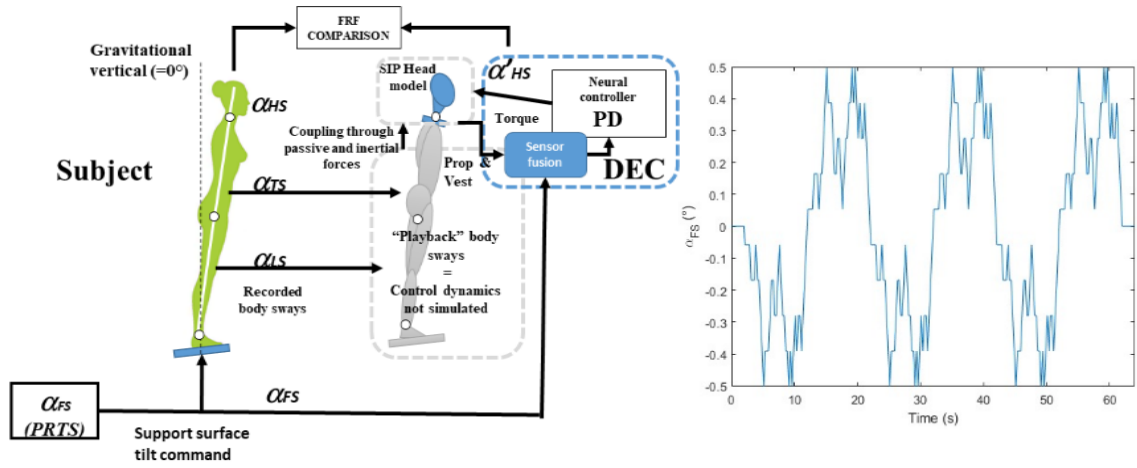 FRF
COMPARISON
Gravitational
vertical (=0°)
SIP Head
model
α'HS
αHS
Neural
controller
PD
Torque
Coupling through
passive and inertial
forces
Sensor
fusion
DEC
Subject
Prop &
Vest
αTS
"Playback" body
sways
=
Control dynamics
not simulated
αLS
Recorded
body sways
αFS
(PRTS)
αFS
Support surface
tilt command
0.5
0.4
0.3
0.2
0.1
0
-0.1
-0.2
-0.3
-0.4
-0.5
αFS (°)
0 10 20 30 40 50 60
Time (s)